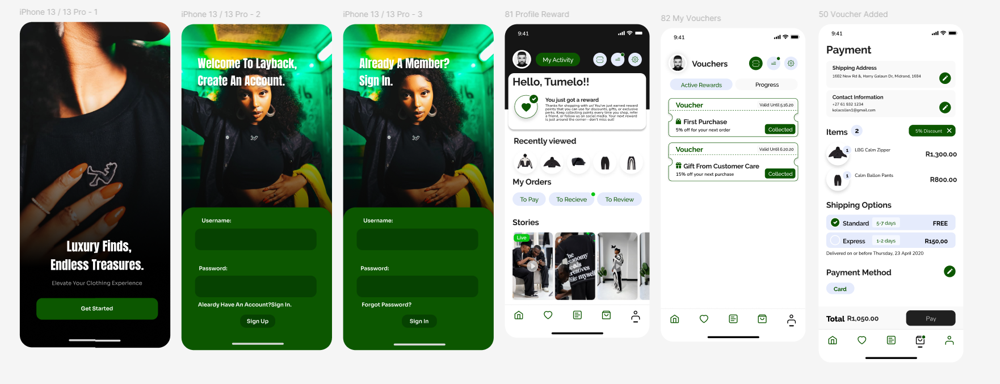 iPhone 13 / 13 Pro - 1
Luxury Finds,
Endless Treasures.
Elevate Your Clothing Experience
Get Started
iPhone 13 / 13 Pro - 2
Welcome To Layback,
Create An Account.
Username:
Password:
Aleardy Have An Account?Sign In.
Sign Up
iPhone 13 / 13 Pro - 3
Already A Member?
Sign In.
Username:
Password:
Forgot Password?
Sign In
81 Profile Reward
9:41
My Activity
Hello, Tumelo!!
You just got a reward
Thanks for shopping with us! You've just earned reward
points that you can use for discounts, gifts, or exclusive
perks. Keep collecting points every time you shop, refer
a friend, or follow us on social media. Your next reward
is just around the corner—don't miss out!
Recently viewed
My Orders
To Pay
To Recieve
To Review
Stories
Live
the
economy
needs
creatives
like myself
82 My Vouchers
9:41
Vouchers
Active Rewards
Progress
Voucher
Valid Until 5.16.20
First Purchase
5% off for your next order
Collected
Voucher
Valid Until 6.20.20
Gift From Customer Care
15% off your next purchase
Collected
50 Voucher Added
9:41
Payment
Shipping Address
1682 New Rd &, Harry Galaun Dr, Midrand, 1684
Contact Information
+27 61 932 1234
kolacollen1@gmail.com
Items 2
5% Discount
1
LBG Calm Zipper
R1,300.00
1
Calm Ballon Pants
R800.00
Shipping Options
Standard 5-7 days FREE
Express 1-2 days R150,00
Delivered on or before Thursday, 23 April 2020
Payment Method
Card
Total R1,050.00
Pay